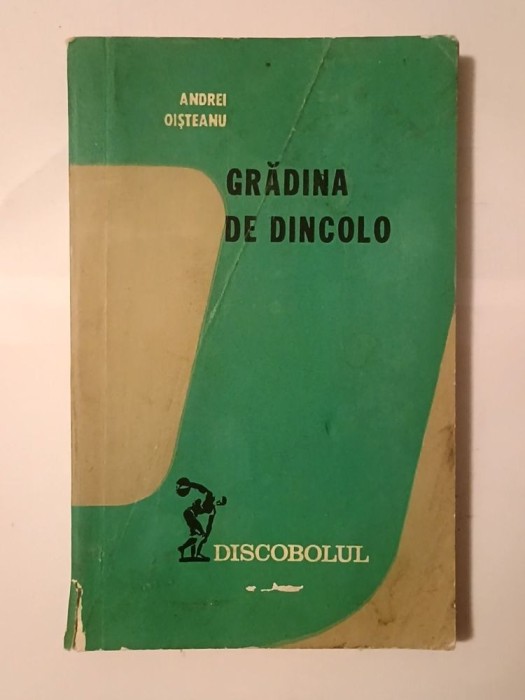 ANDREI
OIȘTEANU
GRĂDINA
DE DINCOLO
DISCOBOLUL